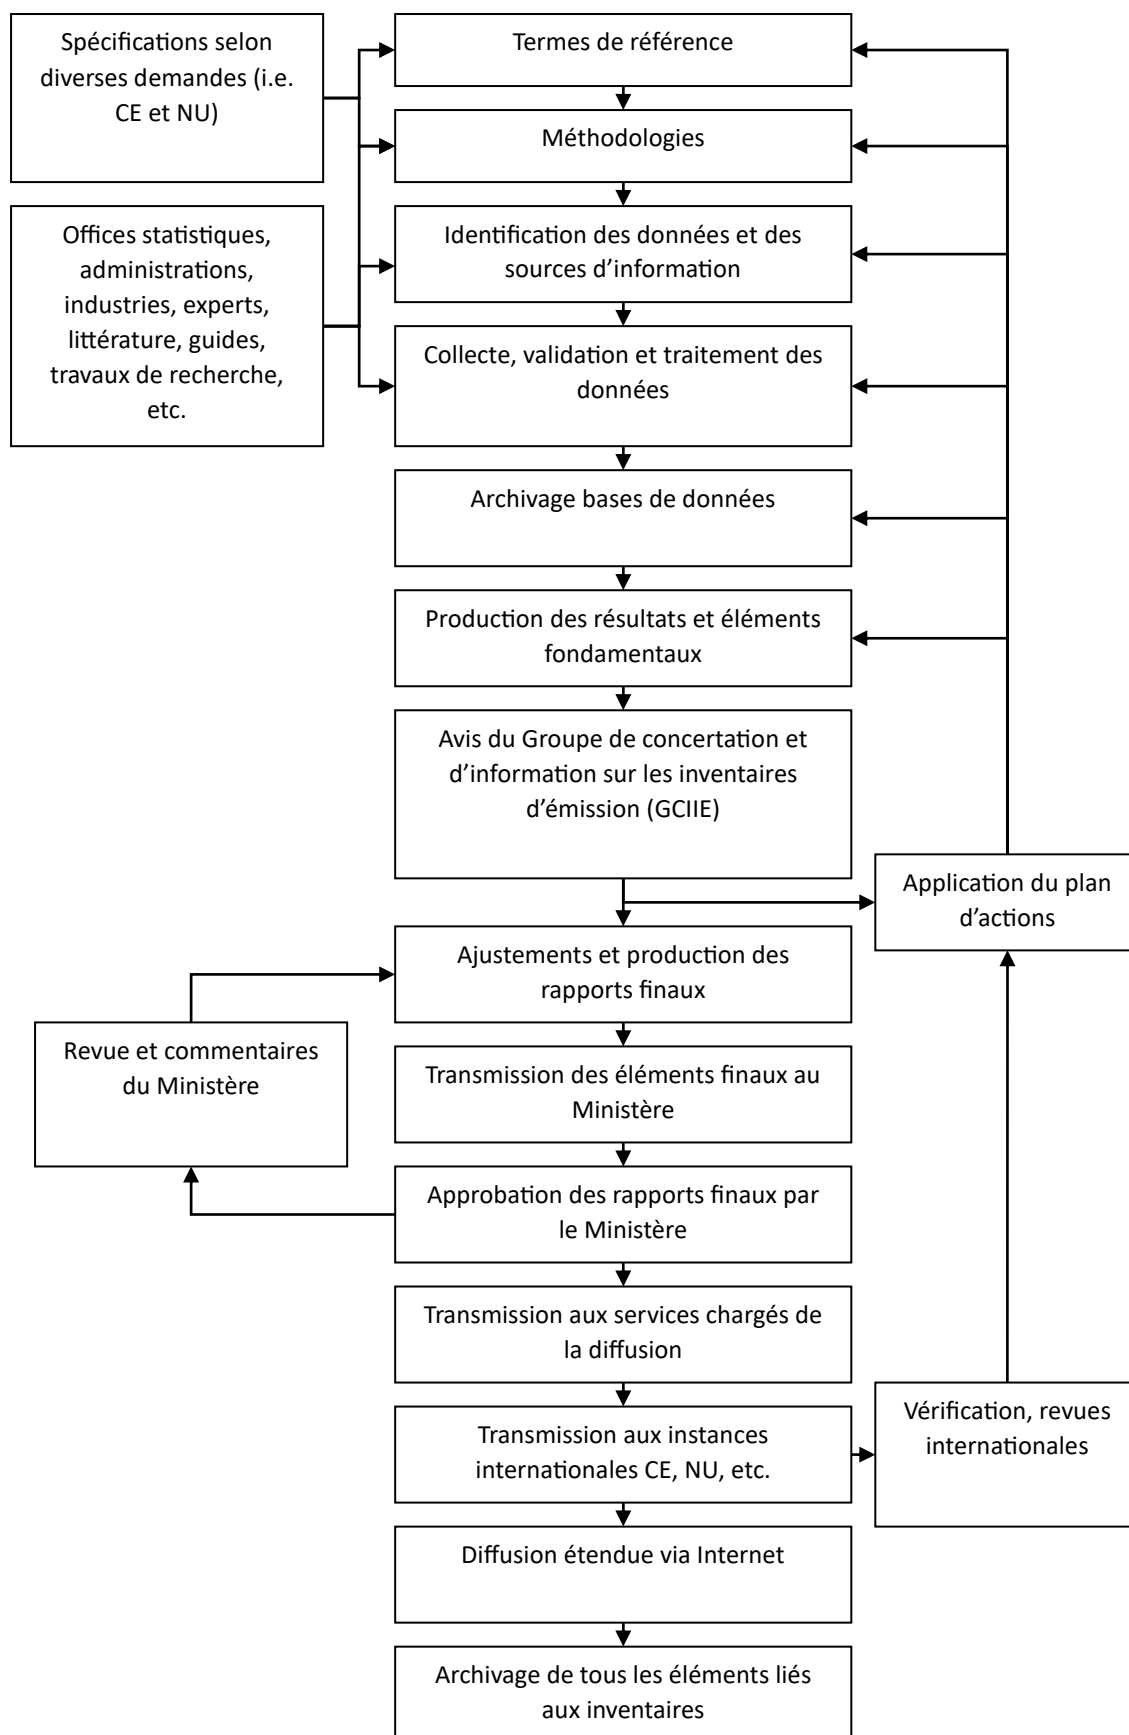 Spécifications selon
diverses demandes (i.e.
CE et NU)
Termes de référence
Méthodologies
Offices statistiques,
administrations,
industries, experts,
littérature, guides,
travaux de recherche,
etc.
Identification des données et des
sources d’information
Collecte, validation et traitement des
données
Archivage bases de données
Production des résultats et éléments
fondamentaux
Avis du Groupe de concertation et
d’information sur les inventaires
d’émission (GCIIE)
Application du plan
d’actions
Ajustements et production des
rapports finaux
Revue et commentaires
du Ministère
Transmission des éléments finaux au
Ministère
Approbation des rapports finaux par
le Ministère
Transmission aux services chargés de
la diffusion
Transmission aux instances
internationales CE, NU, etc.
Vérification, revues
internationales
Diffusion étendue via Internet
Archivage de tous les éléments liés
aux inventaires